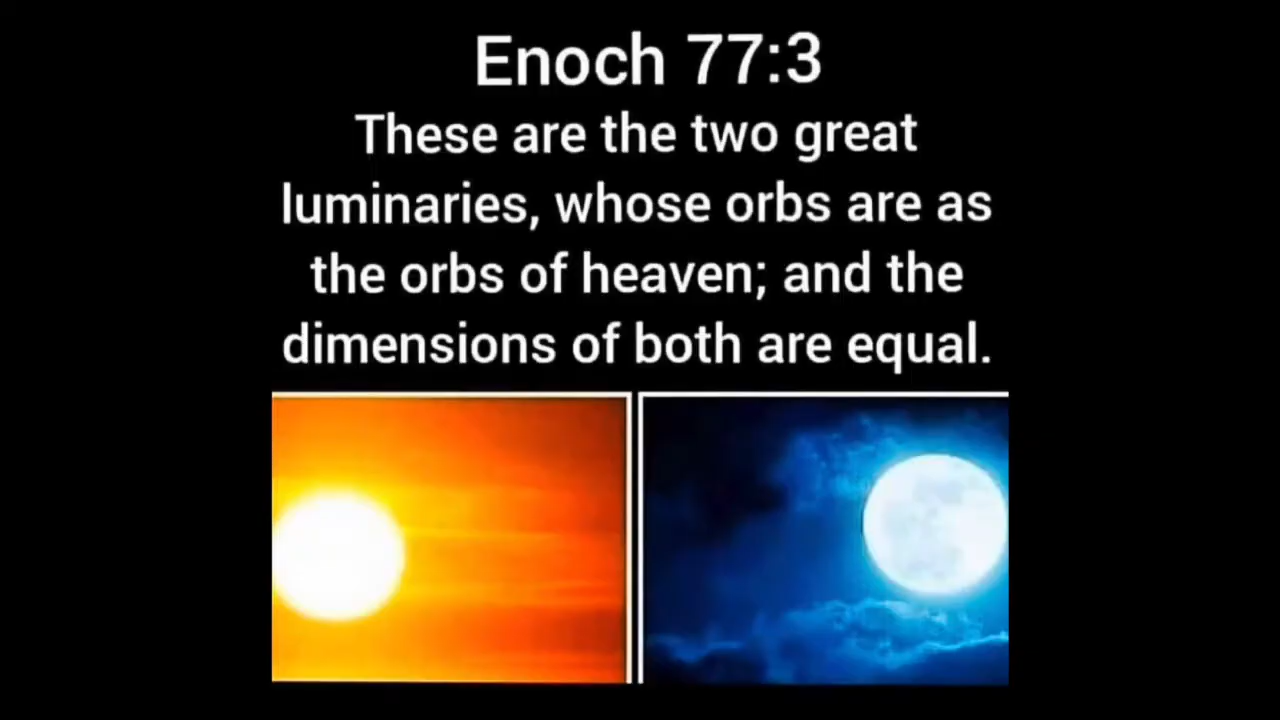 Enoch 77:3
These are the two great
luminaries, whose orbs are as
the orbs of heaven; and the
dimensions of both are equal.